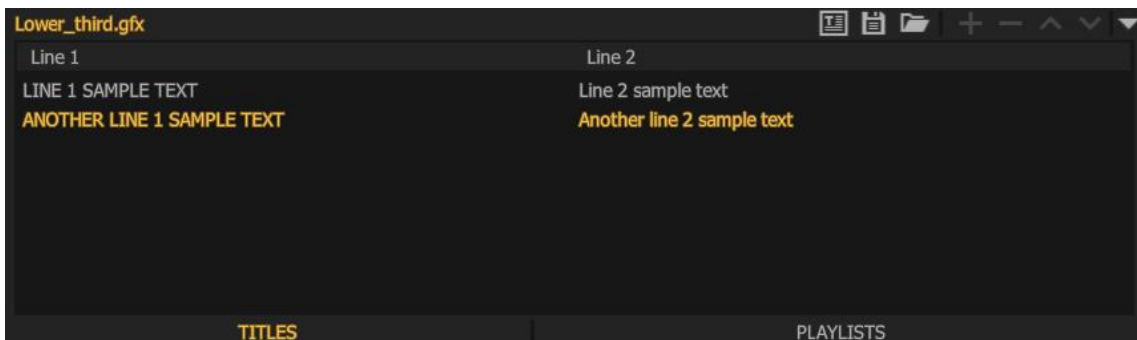 Lower_third.gfx
Line 1 Line 2
LINE 1 SAMPLE TEXT Line 2 sample text
ANOTHER LINE 1 SAMPLE TEXT Another line 2 sample text
TITLES PLAYLISTS